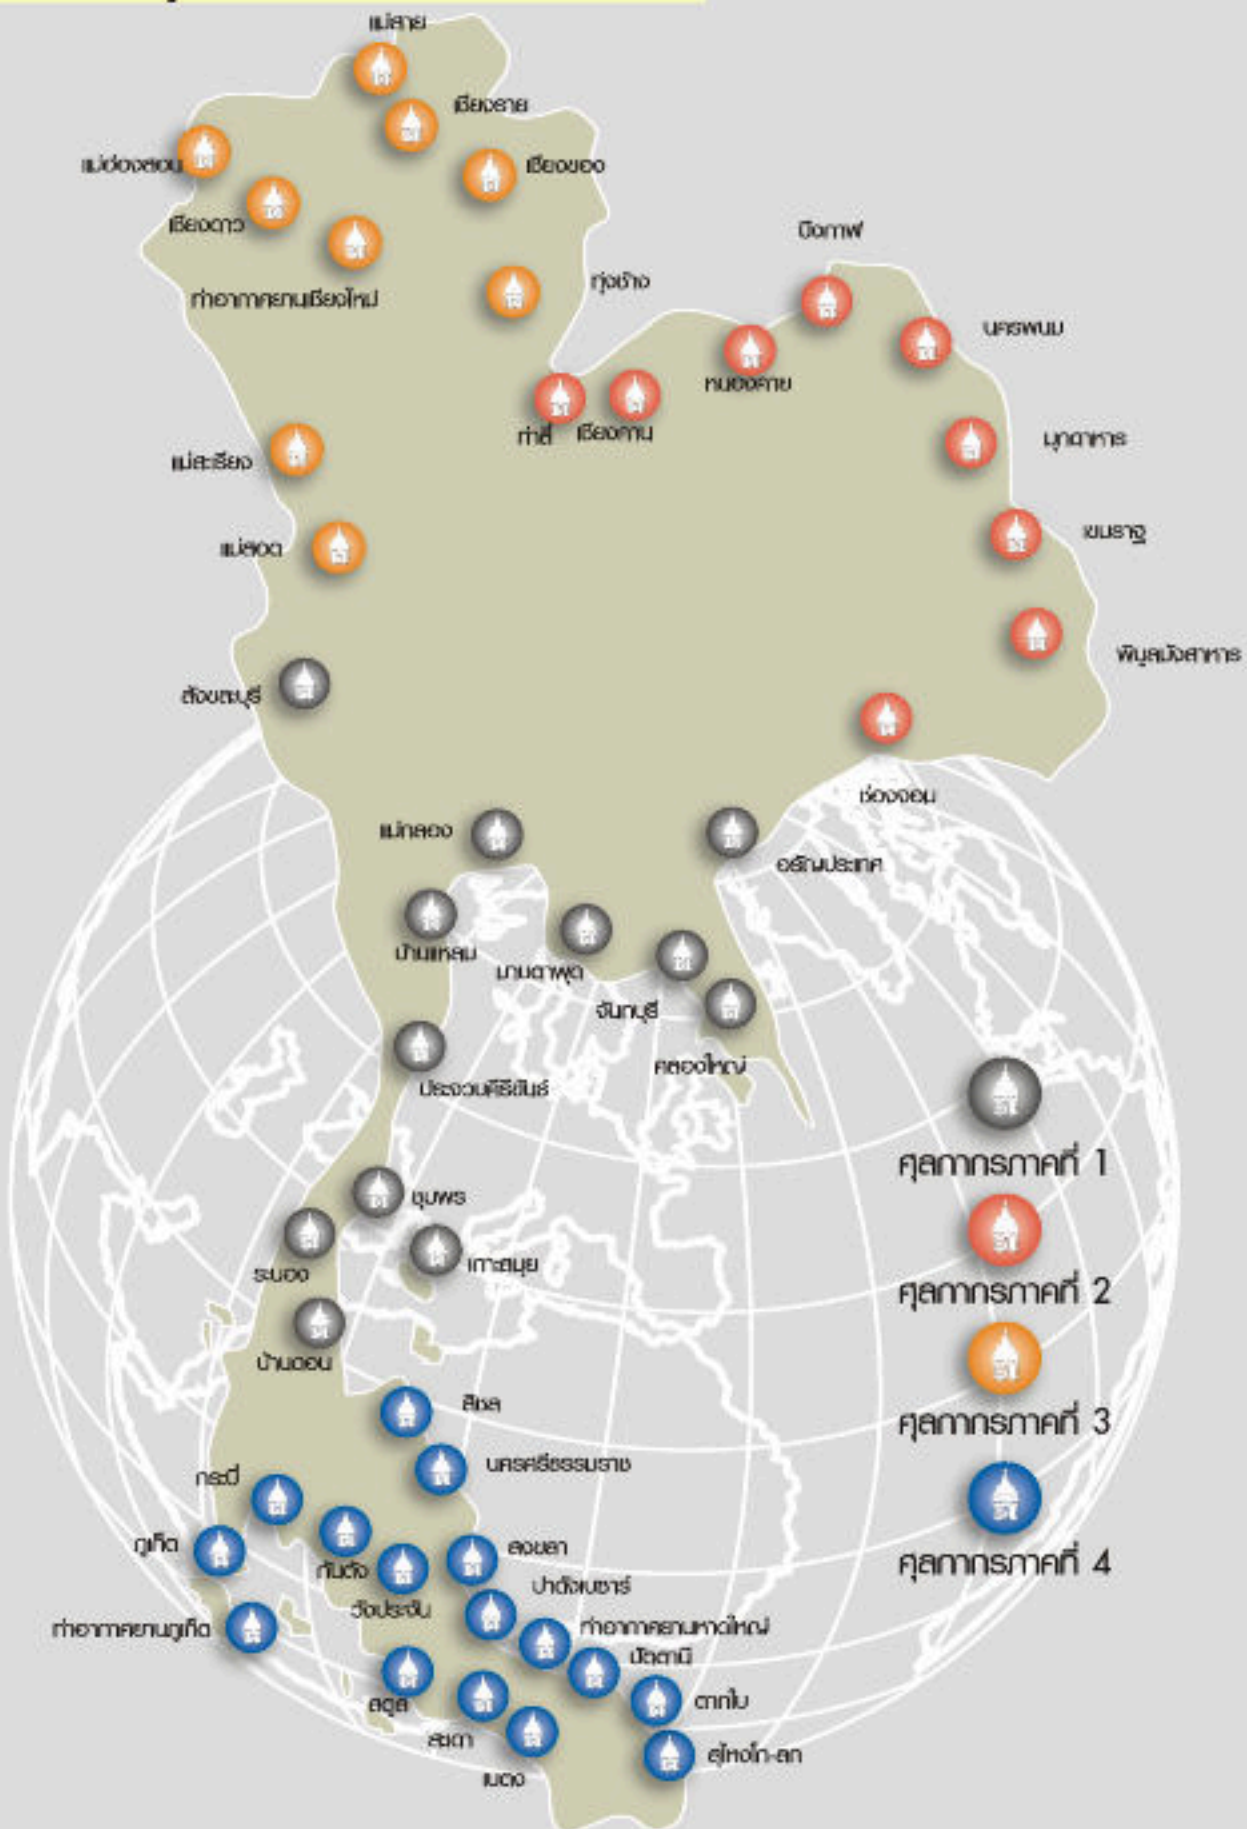 แม่สาย
เชียงราย
แม่ฮ่องสอน
เชียงของ
เชียงดาว
บึงกาฬ
ทุ่งช้าง
ท่าอากาศยานเชียงใหม่
นครพนม
หนองคาย
ท่าลี่
เชียงคาน
มุกดาหาร
แม่สะเรียง
เขมราฐ
แม่สอด
พิบูลมังสาหาร
สังขละบุรี
ช่องจอม
แม่กลอง
อรัญประเทศ
บ้านแหลม
มาบตาพุด
จันทบุรี
คลองใหญ่
ประจวบคีรีขันธ์
ศุลกากรภาคที่ 1
ชุมพร
เกาะสมุย
ระนอง
ศุลกากรภาคที่ 2
บ้านดอน
สิชล
ศุลกากรภาคที่ 3
นครศรีธรรมราช
กระบี่
ภูเก็ต
สงขลา
ศุลกากรภาคที่ 4
กันตัง
ปาดังเบซาร์
วังประจัน
ท่าอากาศยานภูเก็ต
ท่าอากาศยานหาดใหญ่
ปัตตานี
สตูล
ตากใบ
สะเดา
สุไหงโก-ลก
เบตง